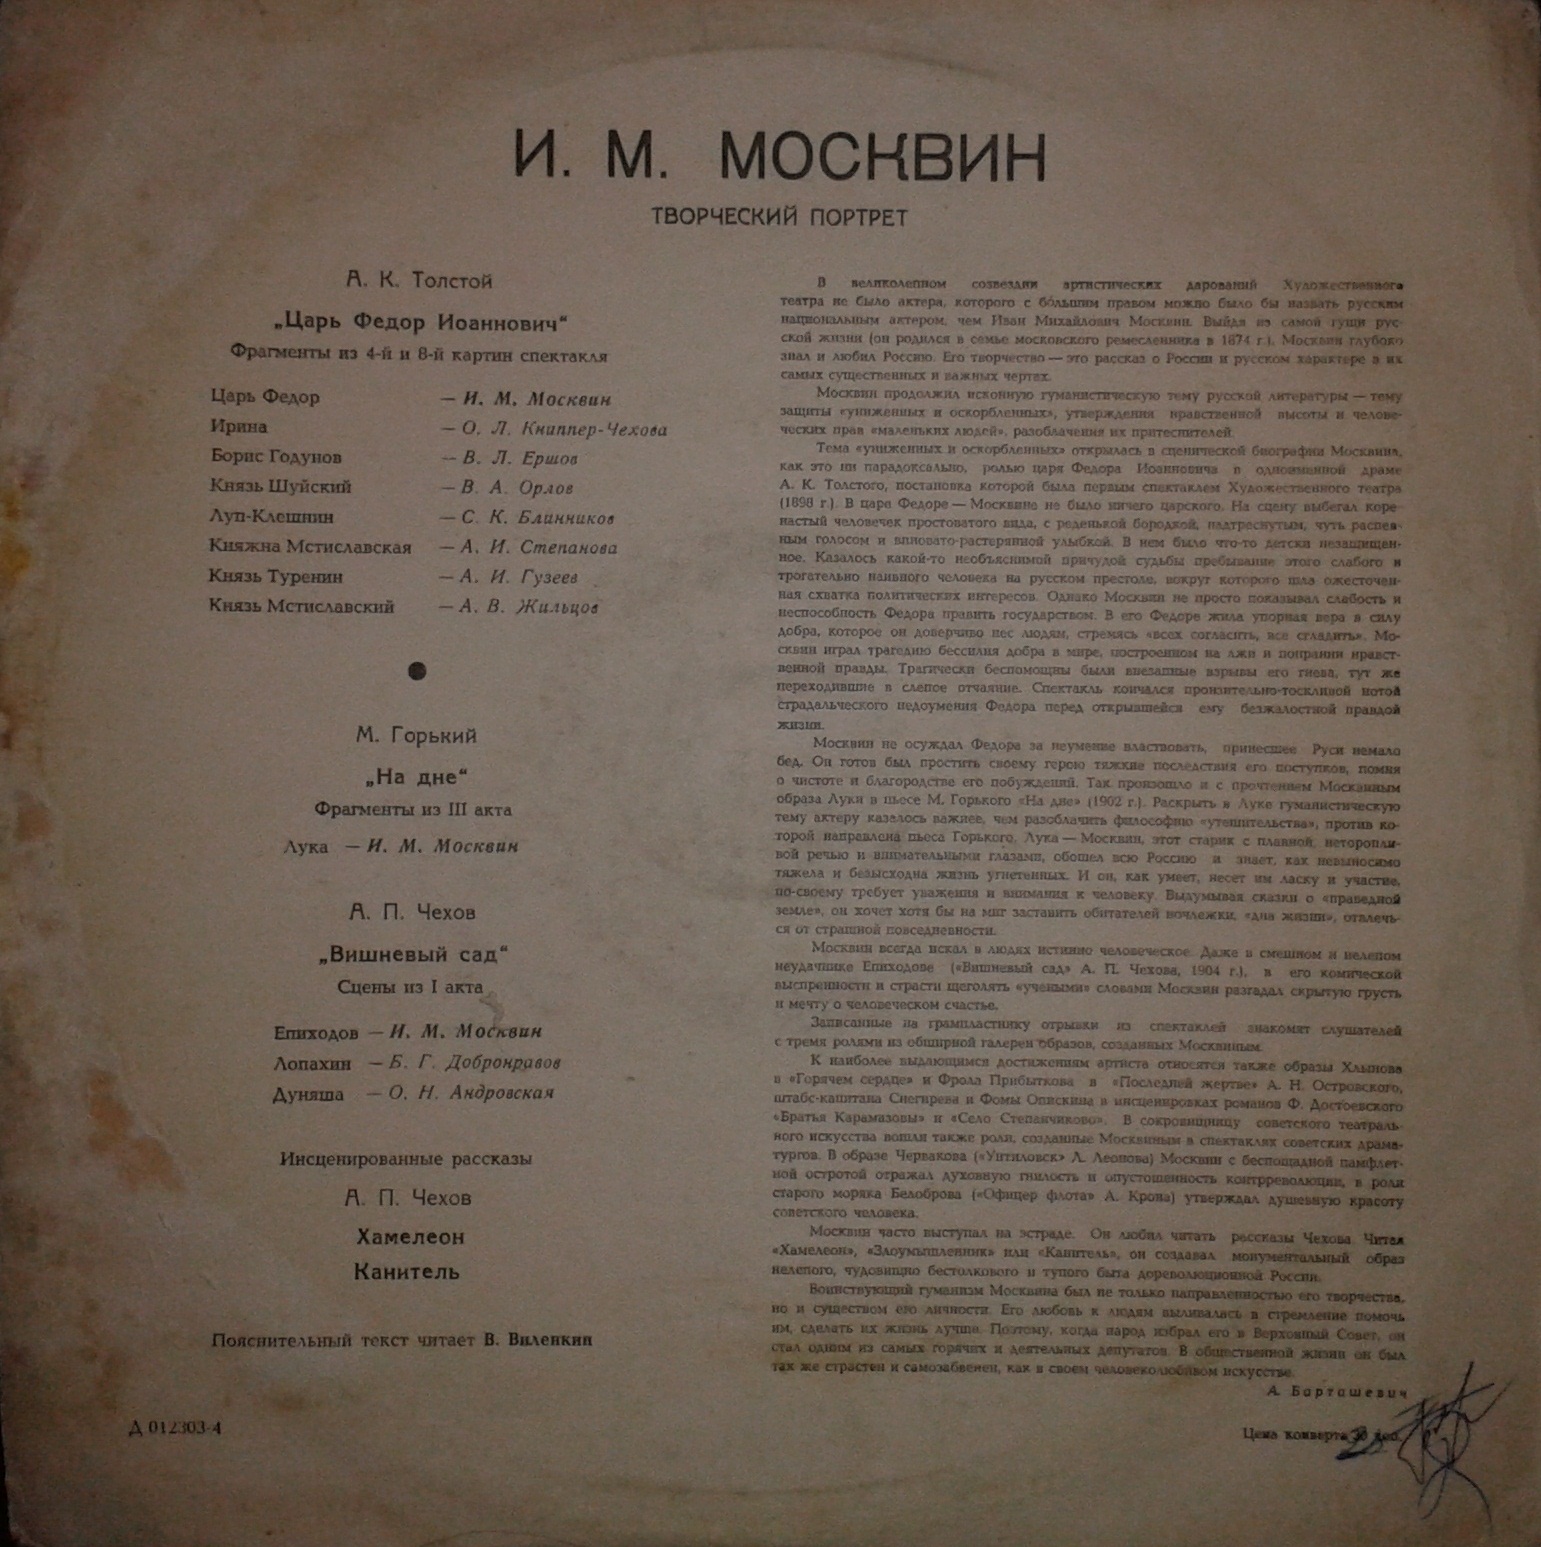 И. М. МОСКВИН
ТВОРЧЕСКИЙ ПОРТРЕТ
А. К. Толстой
„Царь Федор Иоаннович“
Фрагменты из 4-й и 8-й картин спектакля
Царь Федор — И. М. Москвин
Ирина — О. Л. Книппер-Чехова
Борис Годунов — В. Л. Ершов
Князь Шуйский — В. А. Орлов
Луп-Клешнин — С. К. Блинников
Княжна Мстиславская — А. И. Степанова
Князь Туренин — А. И. Гузеев
Князь Мстиславский — А. В. Жильцов
М. Горький
„На дне“
Фрагменты из III акта
Лука — И. М. Москвин
А. П. Чехов
„Вишневый сад“
Сцены из I акта
Епиходов — И. М. Москвин
Лопахин — Б. Г. Добронравов
Дуняша — О. Н. Андровская
Инсценированные рассказы
А. П. Чехов
Хамелеон
Канитель
Пояснительный текст читает В. Виленкин
Д 012303-4
В великолепном созвездии артистических дарований Художественного
театра не было актера, которого с бо́льшим правом можно было бы назвать русским
национальным актером, чем Иван Михайлович Москвин. Выйдя из самой гущи рус-
ской жизни (он родился в семье московского ремесленника в 1874 г.), Москвин глубоко
знал и любил Россию. Его творчество — это рассказ о России и русском характере в их
самых существенных и важных чертах.
Москвин продолжил исконную гуманистическую тему русской литературы — тему
защиты «униженных и оскорбленных», утверждения нравственной высоты и челове-
ческих прав «маленьких людей», разоблачения их притеснителей.
Тема «униженных и оскорбленных» открылась в сценической биографии Москвина,
как это ни парадоксально, ролью царя Федора Иоанновича в одноименной драме
А. К. Толстого, постановка которой была первым спектаклем Художественного театра
(1898 г.). В царе Федоре — Москвине не было ничего царского. На сцену выбегал коре-
настый человечек простоватого вида, с реденькой бородкой, надтреснутым, чуть распев-
ным голосом и виновато-растерянной улыбкой. В нем было что-то детски незащищен-
ное. Казалось какой-то необъяснимой причудой судьбы пребывание этого слабого и
трогательно наивного человека на русском престоле, вокруг которого шла ожесточен-
ная схватка политических интересов. Однако Москвин не просто показывал слабость и
неспособность Федора править государством. В его Федоре жила упорная вера в силу
добра, которое он доверчиво нес людям, стремясь «всех согласить, все сгладить». Мо-
сквин играл трагедию бессилия добра в мире, построенном на лжи и попрании нравст-
венной правды. Трагически беспомощны были внезапные взрывы его гнева, тут же
переходившие в слепое отчаяние. Спектакль кончался пронзительно-тоскливой нотой
страдальческого недоумения Федора перед открывшейся ему безжалостной правдой
жизни.
Москвин не осуждал Федора за неумение властвовать, принесшее Руси немало
бед. Он готов был простить своему герою тяжкие последствия его поступков, помня
о чистоте и благородстве его побуждений. Так произошло и с прочтением Москвиным
образа Луки в пьесе М. Горького «На дне» (1902 г.). Раскрыть в Луке гуманистическую
тему актеру казалось важнее, чем разоблачить философию «утешительства», против ко-
торой направлена пьеса Горького. Лука — Москвин, этот старик с плавной, неторопли-
вой речью и внимательными глазами, обошел всю Россию и знает, как невыносимо
тяжела и безысходна жизнь угнетенных. И он, как умеет, несет им ласку и участие,
по-своему требует уважения и внимания к человеку. Выдумывая сказки о «праведной
земле», он хочет хотя бы на миг заставить обитателей ночлежки, «дна жизни», отвлечь-
ся от страшной повседневности.
Москвин всегда искал в людях истинно человеческое. Даже в смешном и нелепом
неудачнике Епиходове («Вишневый сад» А. П. Чехова, 1904 г.), в его комической
выспренности и страсти щеголять «учеными» словами Москвин разгадал скрытую грусть
и мечту о человеческом счастье.
Записанные на грампластинку отрывки из спектаклей знакомят слушателей
с тремя ролями из обширной галереи образов, созданных Москвиным.
К наиболее выдающимся достижениям артиста относятся также образы Хлынова
в «Горячем сердце» и Фрола Прибыткова в «Последней жертве» А. Н. Островского,
штабс-капитана Снегирева и Фомы Опискина в инсценировках романов Ф. Достоевского
«Братья Карамазовы» и «Село Степанчиково». В сокровищницу советского театраль-
ного искусства вошли также роли, созданные Москвиным в спектаклях советских драма-
тургов. В образе Червакова («Унтиловск» Л. Леонова) Москвин с беспощадной памфлет-
ной остротой отражал духовную гнилость и опустошенность контрреволюции, в роли
старого моряка Белоброва («Офицер флота» А. Крона) утверждал душевную красоту
советского человека.
Москвин часто выступал на эстраде. Он любил читать рассказы Чехова. Читая
«Хамелеон», «Злоумышленник» или «Канитель», он создавал монументальный образ
нелепого, чудовищно бестолкового и тупого быта дореволюционной России.
Воинствующий гуманизм Москвина был не только направленностью его творчества,
но и существом его личности. Его любовь к людям выливалась в стремление помочь
им, сделать их жизнь лучше. Поэтому, когда народ избрал его в Верховный Совет, он
стал одним из самых горячих и деятельных депутатов. В общественной жизни он был
так же страстен и самозабвенен, как в своем человеколюбивом искусстве.
А. Барташевич
Цена конверта